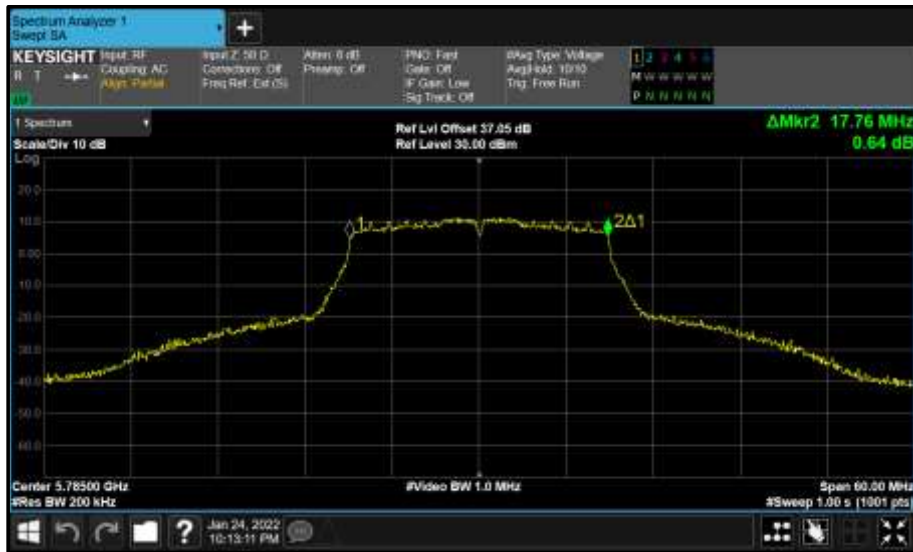 Spectrum Analyzer 1
Swept SA
+
KEYSIGHT Input: RF Input Z: 50 Ω Atten: 6 dB PNO: Fast #Avg Type: Voltage 1 2 3 4 5 6
R T Coupling: AC Corrections: Off Preamp: Off Gate: Off Avg|Hold: 10/10 M W W W W W
Align: Partial Freq Ref: Ext (S) IF Gain: Low Trig: Free Run P N N N N N
Sig Track: Off
1 Spectrum
Ref Lvl Offset 37.05 dB ΔMkr2 17.76 MHz
Scale/Div 10 dB Ref Level 30.00 dBm 0.64 dB
Log
20.0
10.0
1 2Δ1
0.00
-20.0
-30.0
-40.0
-50.0
-60.0
Center 5.78500 GHz #Video BW 1.0 MHz Span 60.00 MHz
#Res BW 200 kHz #Sweep 1.00 s (1001 pts)
? Jan 24, 2022
10:13:11 PM